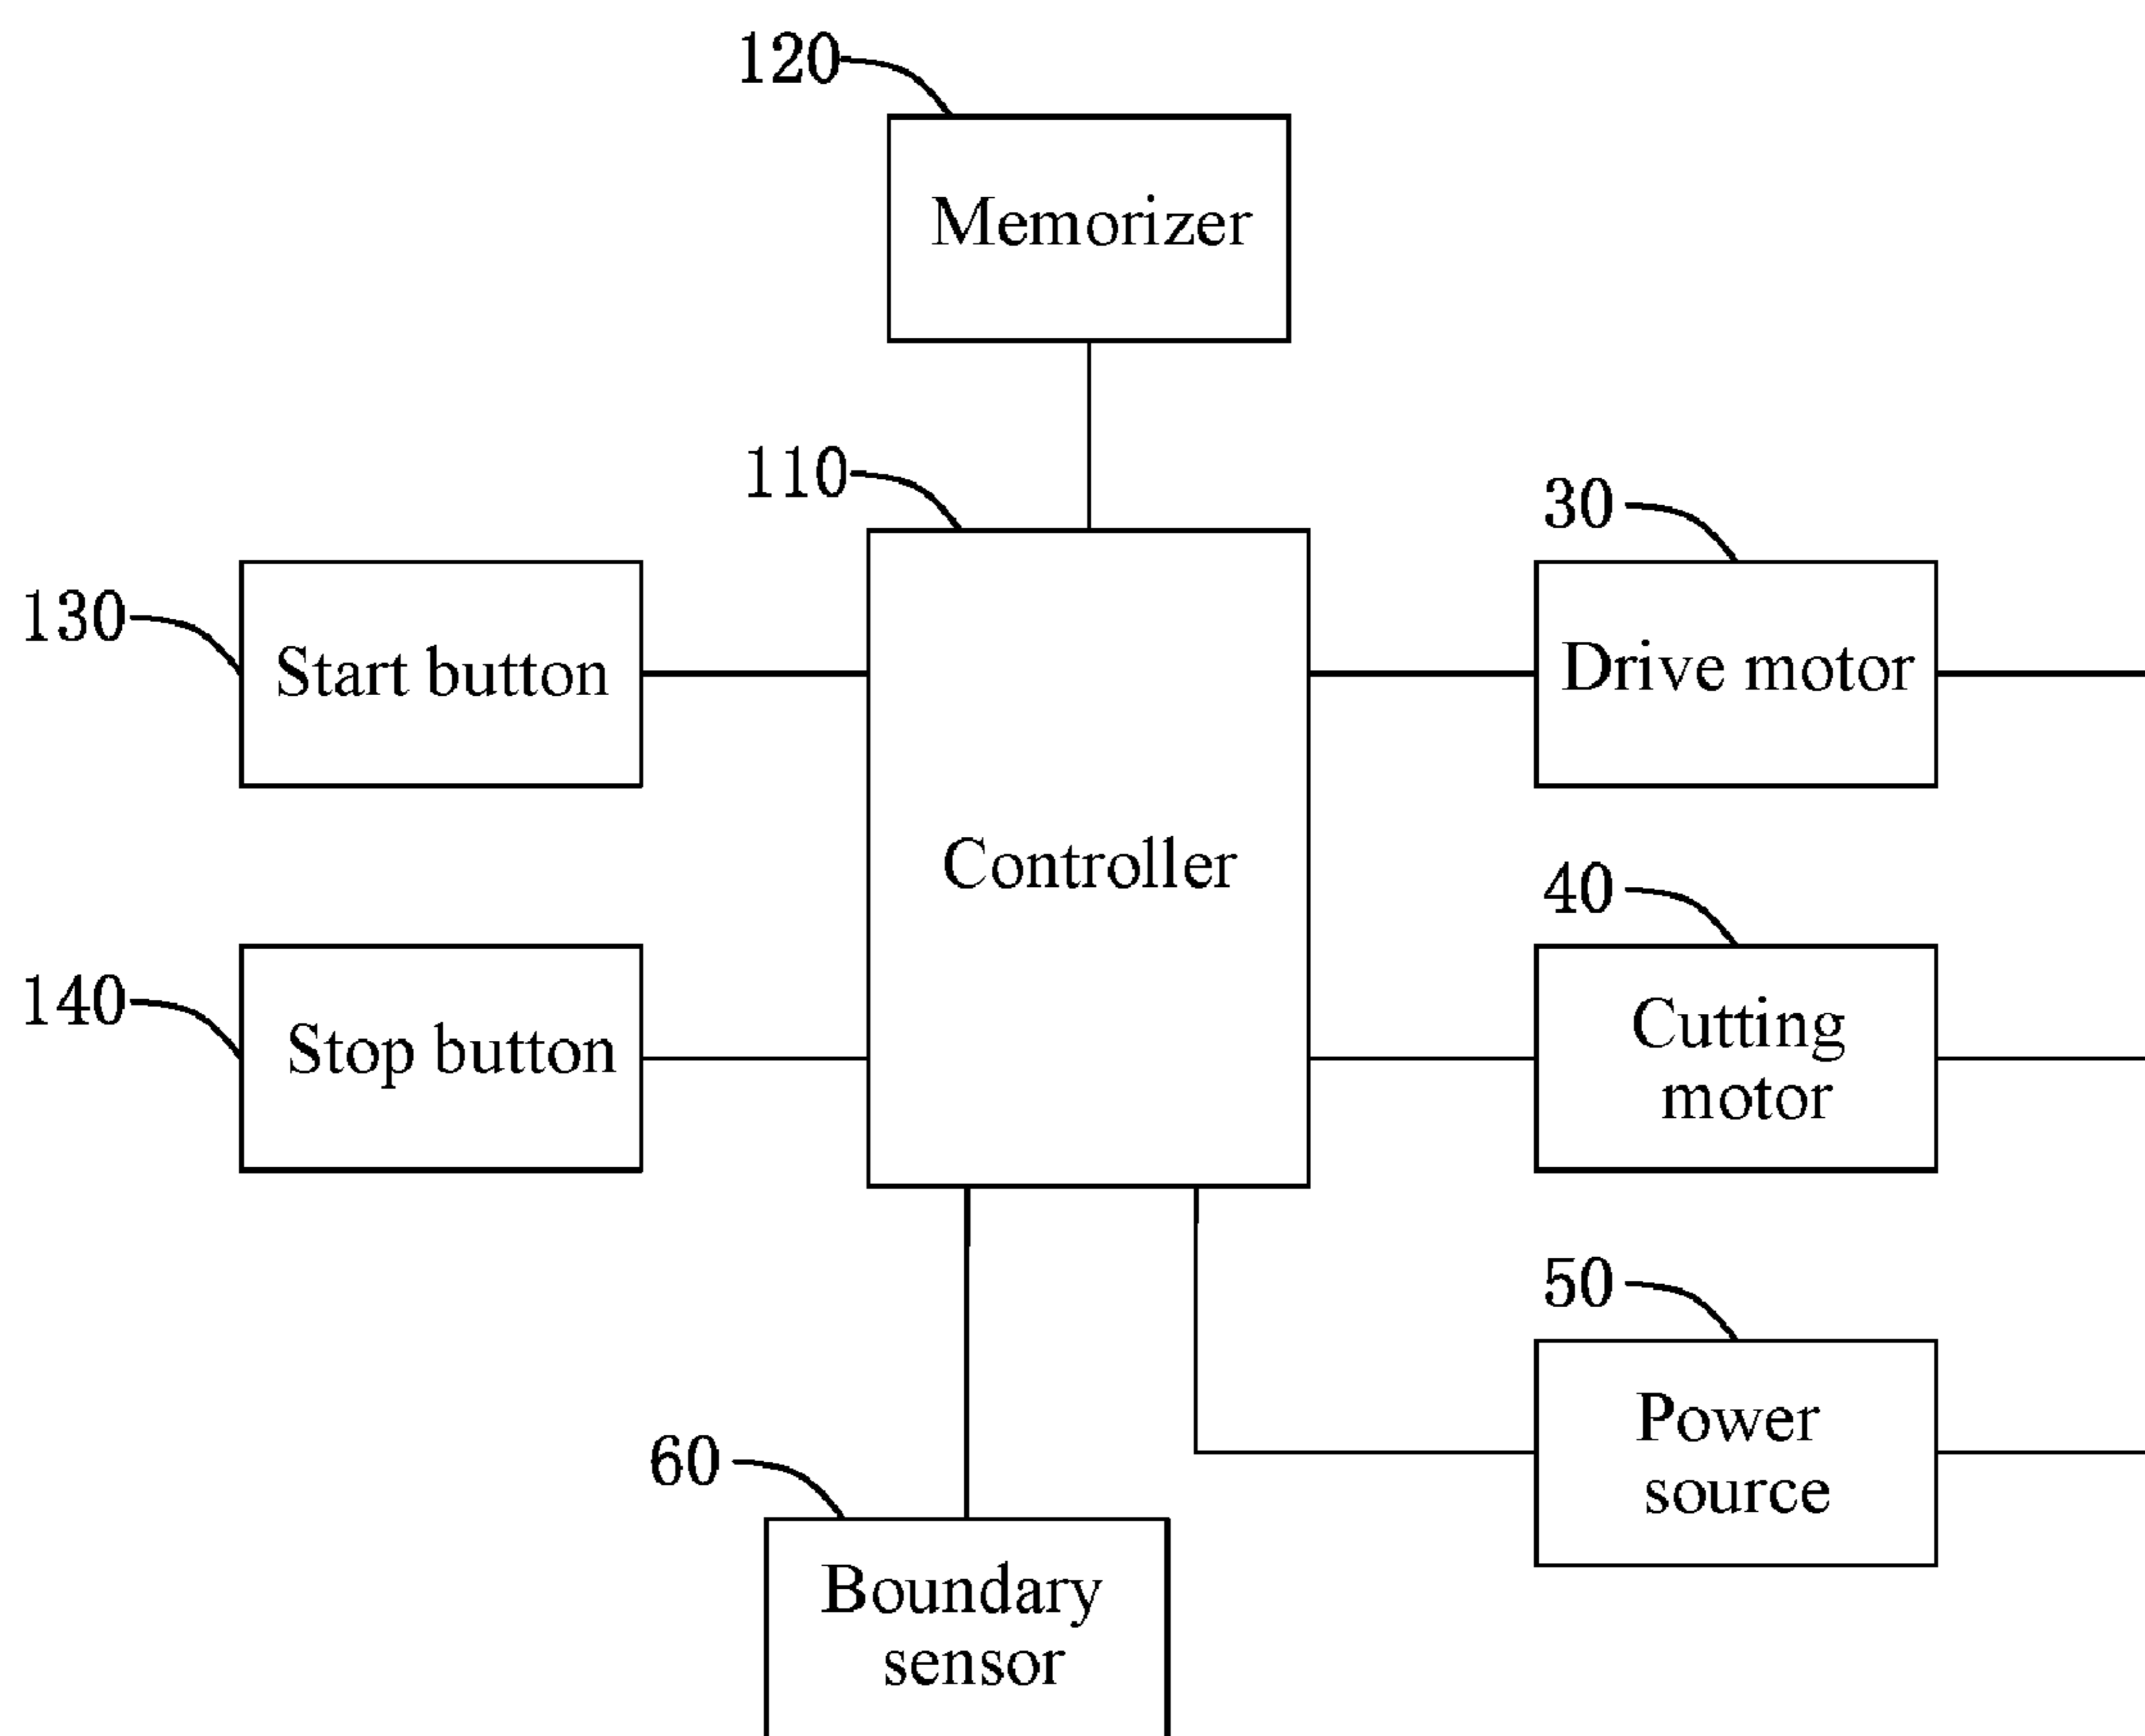 120
Memorizer
110
30
130
Start button
Drive motor
Controller
40
140
Stop button
Cutting
motor
50
Power
source
60
Boundary
sensor